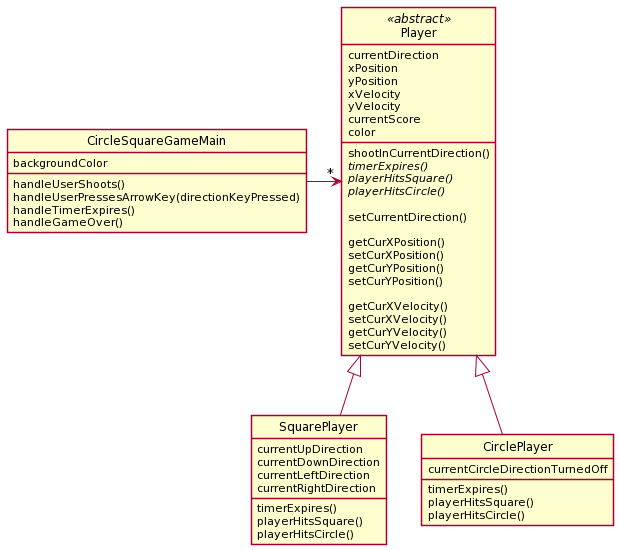 «abstract»
Player
currentDirection
xPosition
yPosition
xVelocity
yVelocity
currentScore
color
shootInCurrentDirection()
timerExpires()
playerHitsSquare()
playerHitsCircle()
setCurrentDirection()
getCurXPosition()
setCurXPosition()
getCurYPosition()
setCurYPosition()
getCurXVelocity()
setCurXVelocity()
getCurYVelocity()
setCurYVelocity()
CircleSquareGameMain
backgroundColor
handleUserShoots()
handleUserPressesArrowKey(directionKeyPressed)
handleTimerExpires()
handleGameOver()
*
SquarePlayer
currentUpDirection
currentDownDirection
currentLeftDirection
currentRightDirection
timerExpires()
playerHitsSquare()
playerHitsCircle()
CirclePlayer
currentCircleDirectionTurnedOff
timerExpires()
playerHitsSquare()
playerHitsCircle()